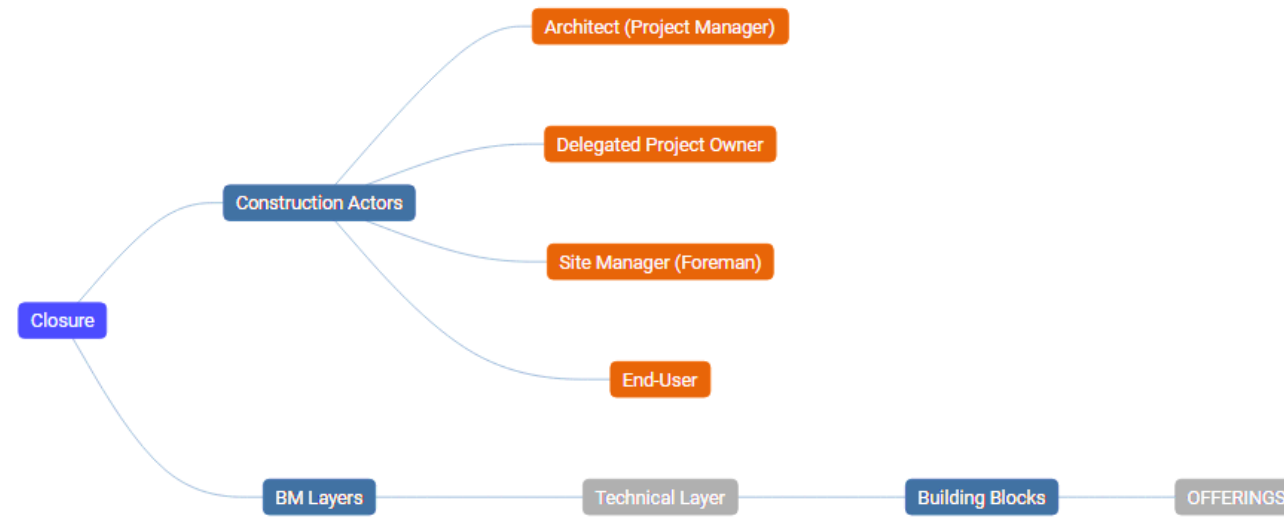 Architect (Project Manager)
Delegated Project Owner
Construction Actors
Site Manager (Foreman)
Closure
End-User
BM Layers
Technical Layer
Building Blocks
OFFERINGS